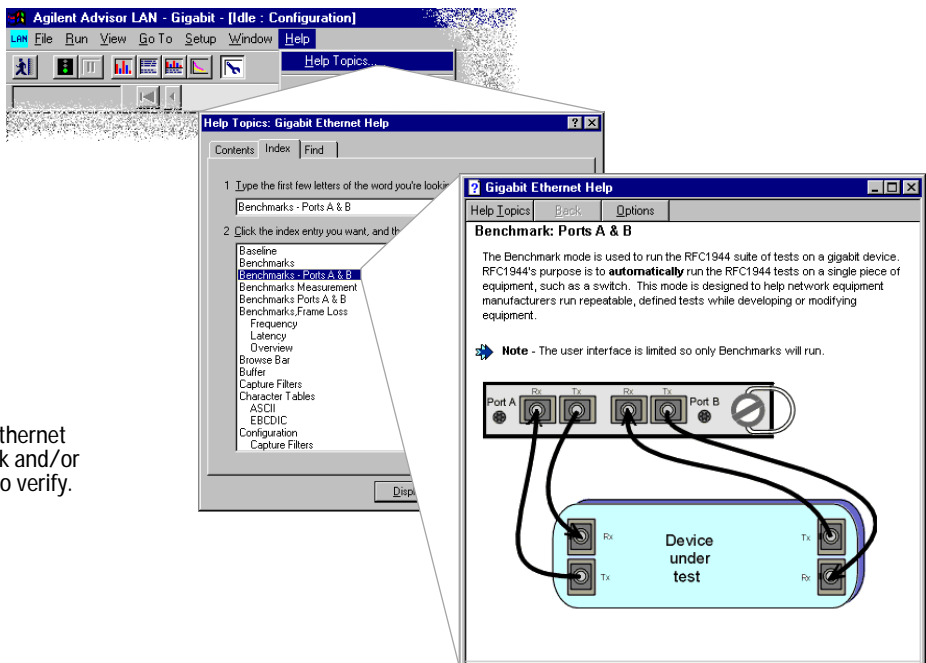 Agilent Advisor LAN - Gigabit - [Idle : Configuration]
LAN File Run View Go To Setup Window Help
Help Topics...
Help Topics: Gigabit Ethernet Help
Contents Index Find
1 Type the first few letters of the word you're
Benchmarks - Ports A & B
2 Click the index entry you want, and
Baseline
Benchmarks
Benchmarks - Ports A & B
Benchmarks Measurement
Benchmarks Ports A & B
Benchmarks,Frame Loss
Frequency
Latency
Overview
Browse Bar
Buffer
Capture Filters
Character Tables
ASCII
EBCDIC
Configuration
Capture Filters
Gigabit Ethernet Help
Help Topics Back Options
Benchmark: Ports A & B
The Benchmark mode is used to run the RFC1944 suite of tests on a gigabit device.
RFC1944's purpose is to automatically run the RFC1944 tests on a single piece of
equipment, such as a switch. This mode is designed to help network equipment
manufacturers run repeatable, defined tests while developing or modifying
equipment.
Note - The user interface is limited so only Benchmarks will run.
Port A Rx Tx Rx Tx Port B
Rx Device Tx
under
Tx test Rx
thernet
k and/or
o verify.